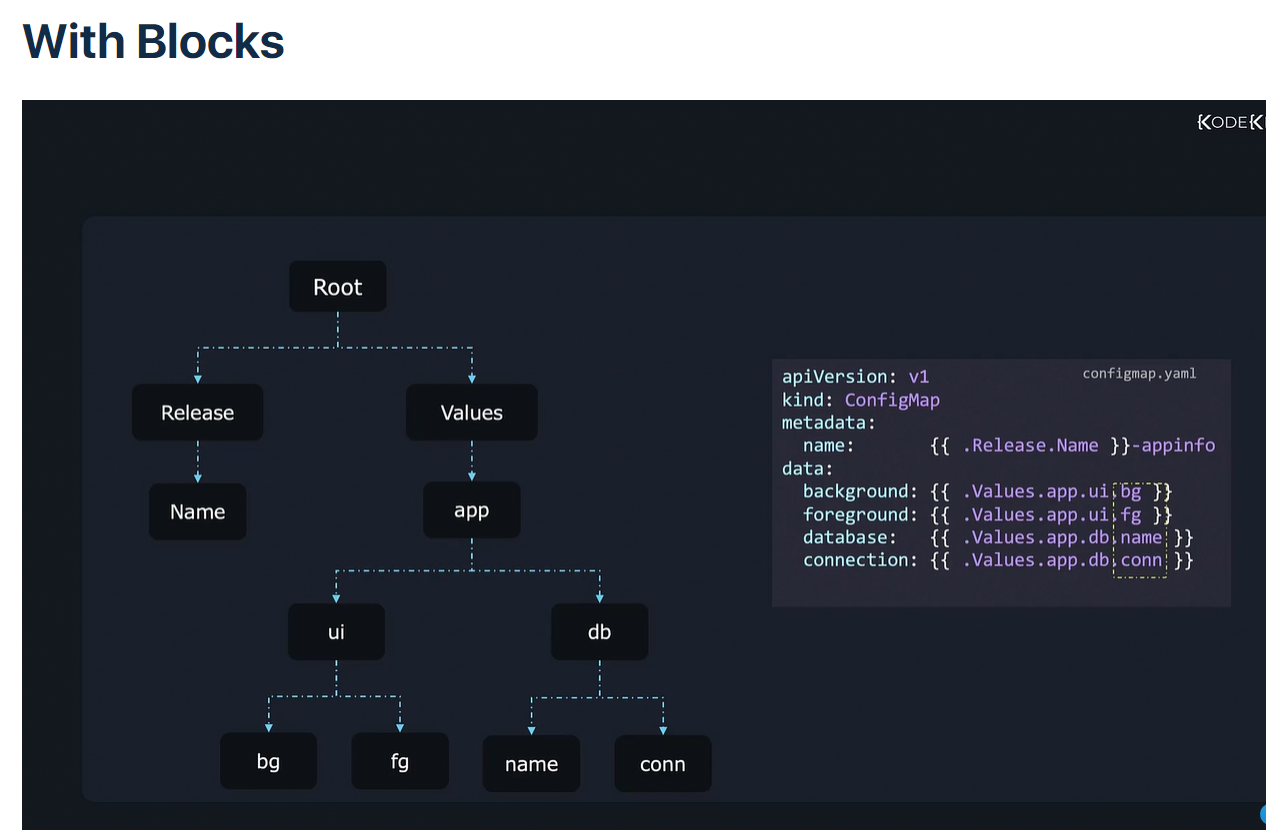 With Blocks
KODEK
Root
Release
Values
Name
app
ui
db
bg
fg
name
conn
configmap.yaml
apiVersion: v1
kind: ConfigMap
metadata:
  name:       {{ .Release.Name }}-appinfo
data:
  background: {{ .Values.app.ui.bg }}
  foreground: {{ .Values.app.ui.fg }}
  database:   {{ .Values.app.db.name }}
  connection: {{ .Values.app.db.conn }}